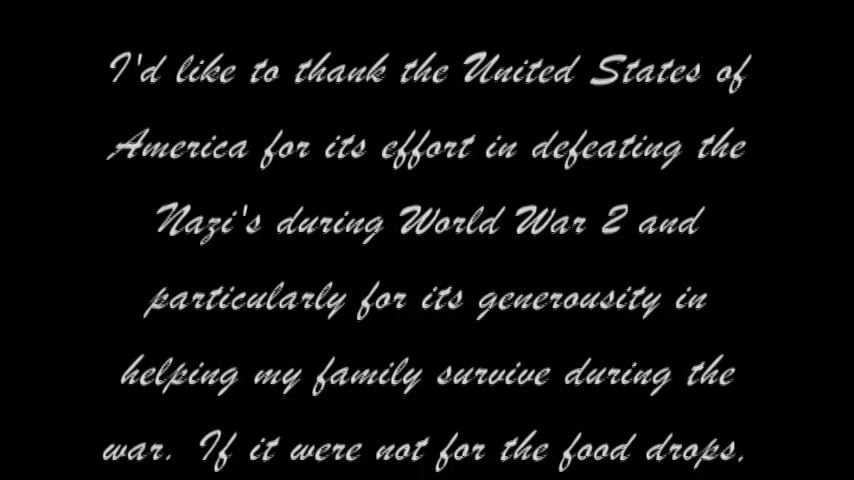 I'd like to thank the United States of
America for its effort in defeating the
Nazi's during World War 2 and
particularly for its generousity in
helping my family survive during the
war. If it were not for the food drops,